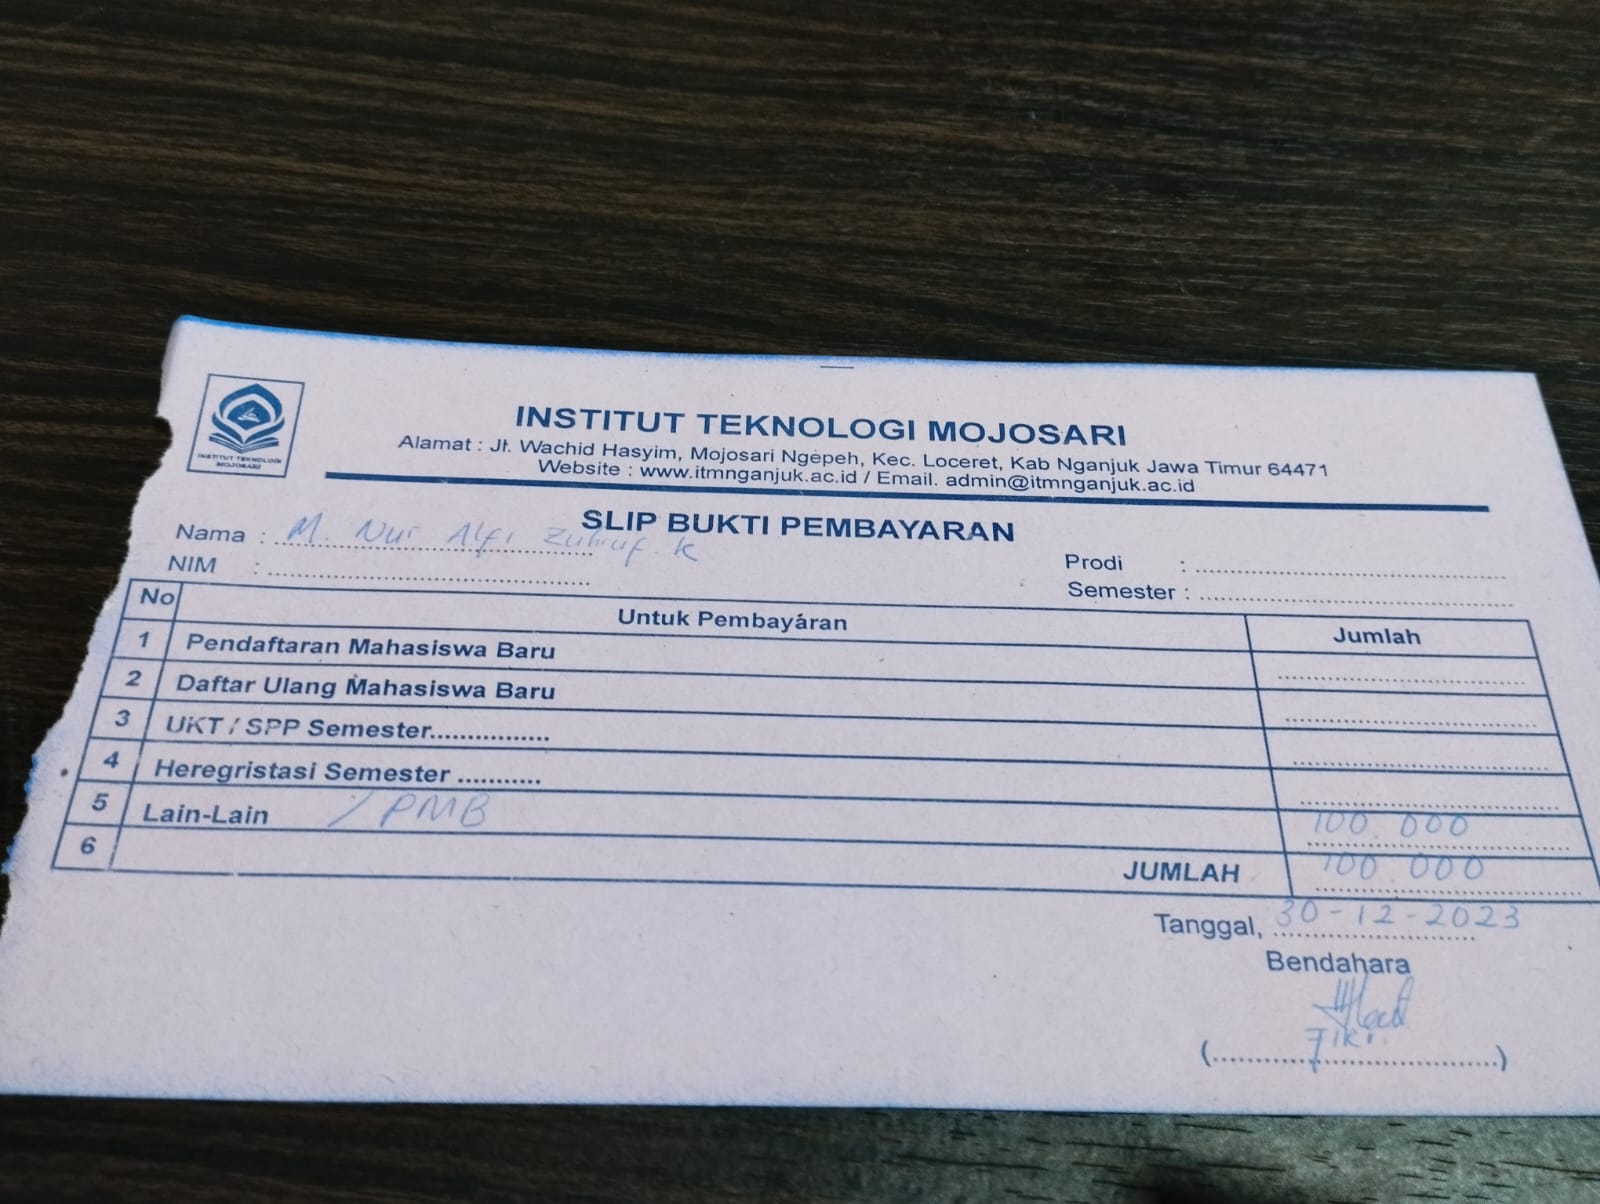 INSTITUT TEKNOLOGI MOJOSARI
INSTITUT TEKNOLOGI MOJOSARI
Alamat : Jl. Wachid Hasyim, Mojosari Ngepeh, Kec. Loceret, Kab Nganjuk Jawa Timur 64471
Website : www.itmnganjuk.ac.id / Email. admin@itmnganjuk.ac.id
SLIP BUKTI PEMBAYARAN
Nama : M. Nur Alfi Zuhruf. K
NIM : ........................................
Prodi : ........................................
Semester : ........................................
No Untuk Pembayaran Jumlah
1 Pendaftaran Mahasiswa Baru
2 Daftar Ulang Mahasiswa Baru
3 UKT / SPP Semester................
4 Heregristasi Semester ...........
5 Lain-Lain / PMB 100.000
6 JUMLAH 100.000
Tanggal, 30-12-2023
Bendahara
Fikri
(........................................)